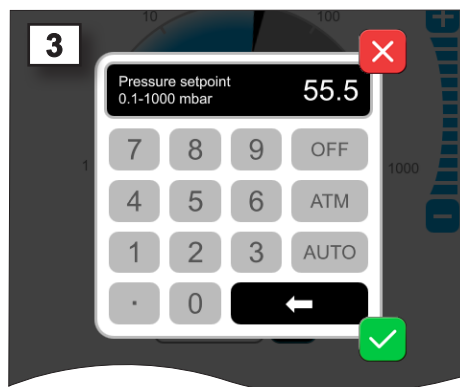 3
10
100
Pressure setpoint
0.1-1000 mbar
55.5
1
1000
7 8 9 OFF
4 5 6 ATM
1 2 3 AUTO
. 0